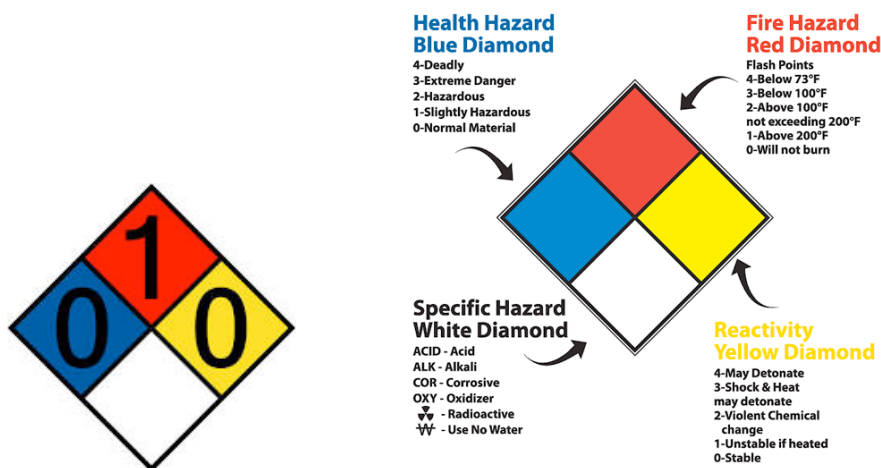 1
0
0
Health Hazard
Blue Diamond
4-Deadly
3-Extreme Danger
2-Hazardous
1-Slightly Hazardous
0-Normal Material
Fire Hazard
Red Diamond
Flash Points
4-Below 73°F
3-Below 100°F
2-Above 100°F
not exceeding 200°F
1-Above 200°F
0-Will not burn
Specific Hazard
White Diamond
ACID - Acid
ALK - Alkali
COR - Corrosive
OXY - Oxidizer
- Radioactive
W - Use No Water
Reactivity
Yellow Diamond
4-May Detonate
3-Shock & Heat
may detonate
2-Violent Chemical
change
1-Unstable if heated
0-Stable